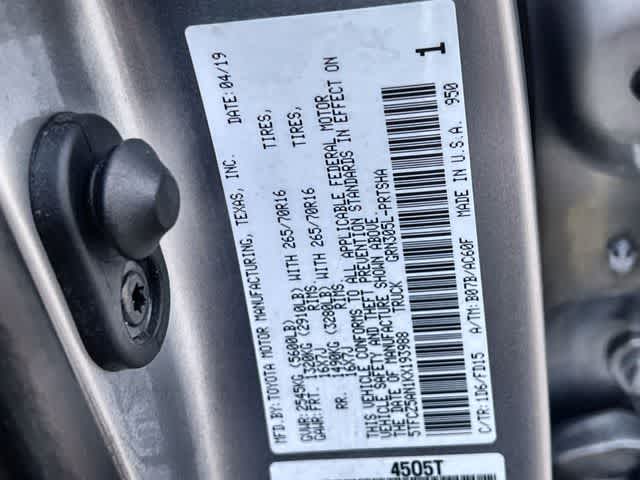 MFD.BY: TOYOTA MOTOR MANUFACTURING, TEXAS, INC. DATE: 04/19
GVWR: 2545KG (5600LB)
GAWR: FRT. 1320KG (2910LB) WITH 265/70R16 TIRES,
16X7J RIMS
RR. 1490KG (3280LB) WITH 265/70R16 TIRES,
16X7J RIMS.
THIS VEHICLE CONFORMS TO ALL APPLICABLE FEDERAL MOTOR
VEHICLE SAFETY AND THEFT PREVENTION STANDARDS IN EFFECT ON
THE DATE OF MANUFACTURE SHOWN ABOVE.
5TFCZ5AN1KX193988 TRUCK GRN305L-PRTSHA
1
C/TR: 1D6/FD15 A/TM: B07B/AC60F MADE IN U.S.A. 950
4505T